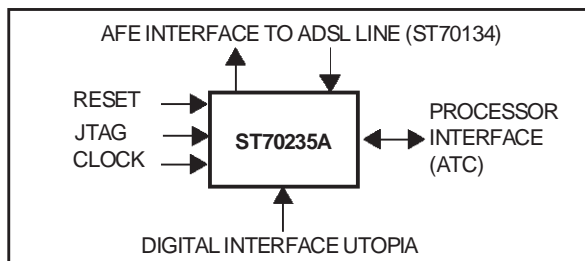 AFE INTERFACE TO ADSL LINE (ST70134)
RESET
JTAG
CLOCK
ST70235A
PROCESSOR
INTERFACE
(ATC)
DIGITAL INTERFACE UTOPIA